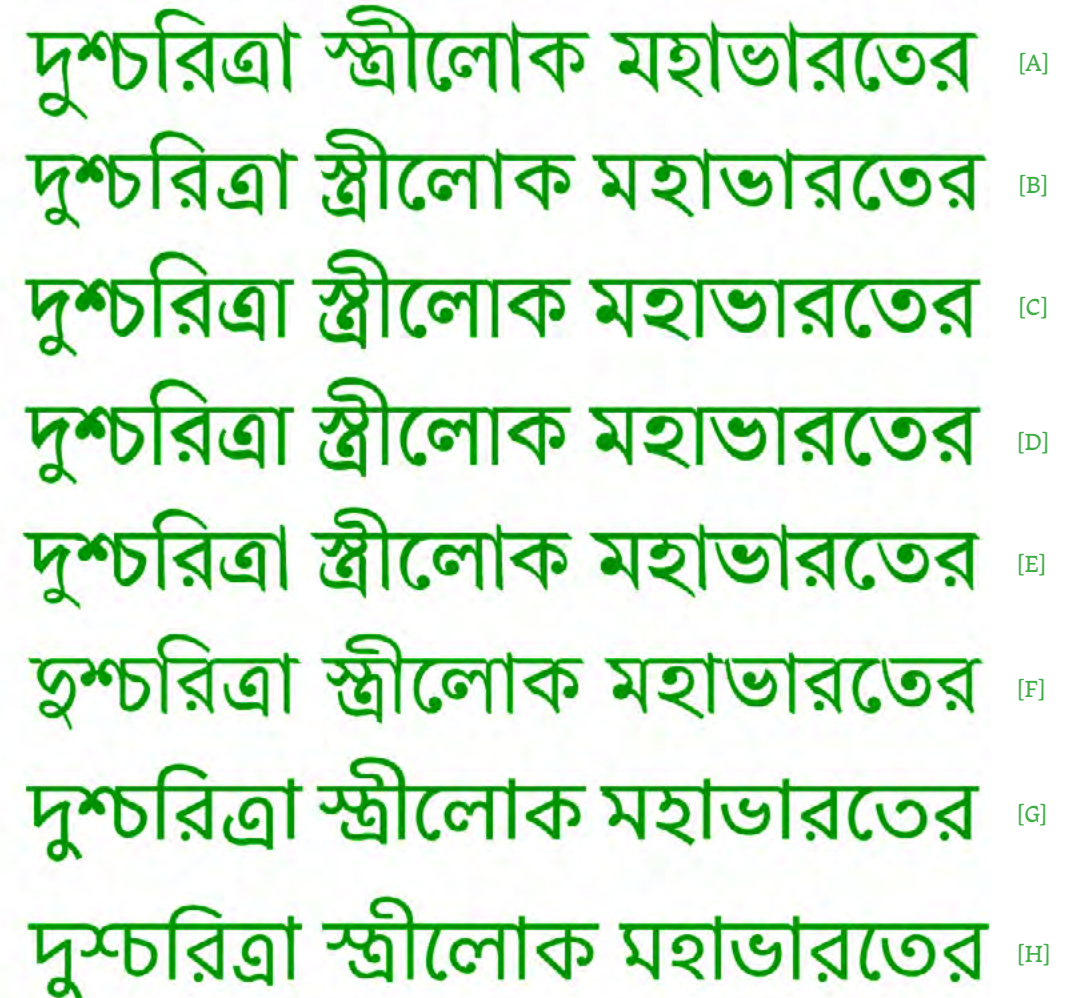 দুশ্চরিত্রা স্ত্রীলোক মহাভারতের [A]
দুশ্চরিত্রা স্ত্রীলোক মহাভারতের [B]
দুশ্চরিত্রা স্ত্রীলোক মহাভারতের [C]
দুশ্চরিত্রা স্ত্রীলোক মহাভারতের [D]
দুশ্চরিত্রা স্ত্রীলোক মহাভারতের [E]
দুশ্চরিত্রা স্ত্রীলোক মহাভারতের [F]
দুশ্চরিত্রা স্ত্রীলোক মহাভারতের [G]
দুশ্চরিত্রা স্ত্রীলোক মহাভারতের [H]